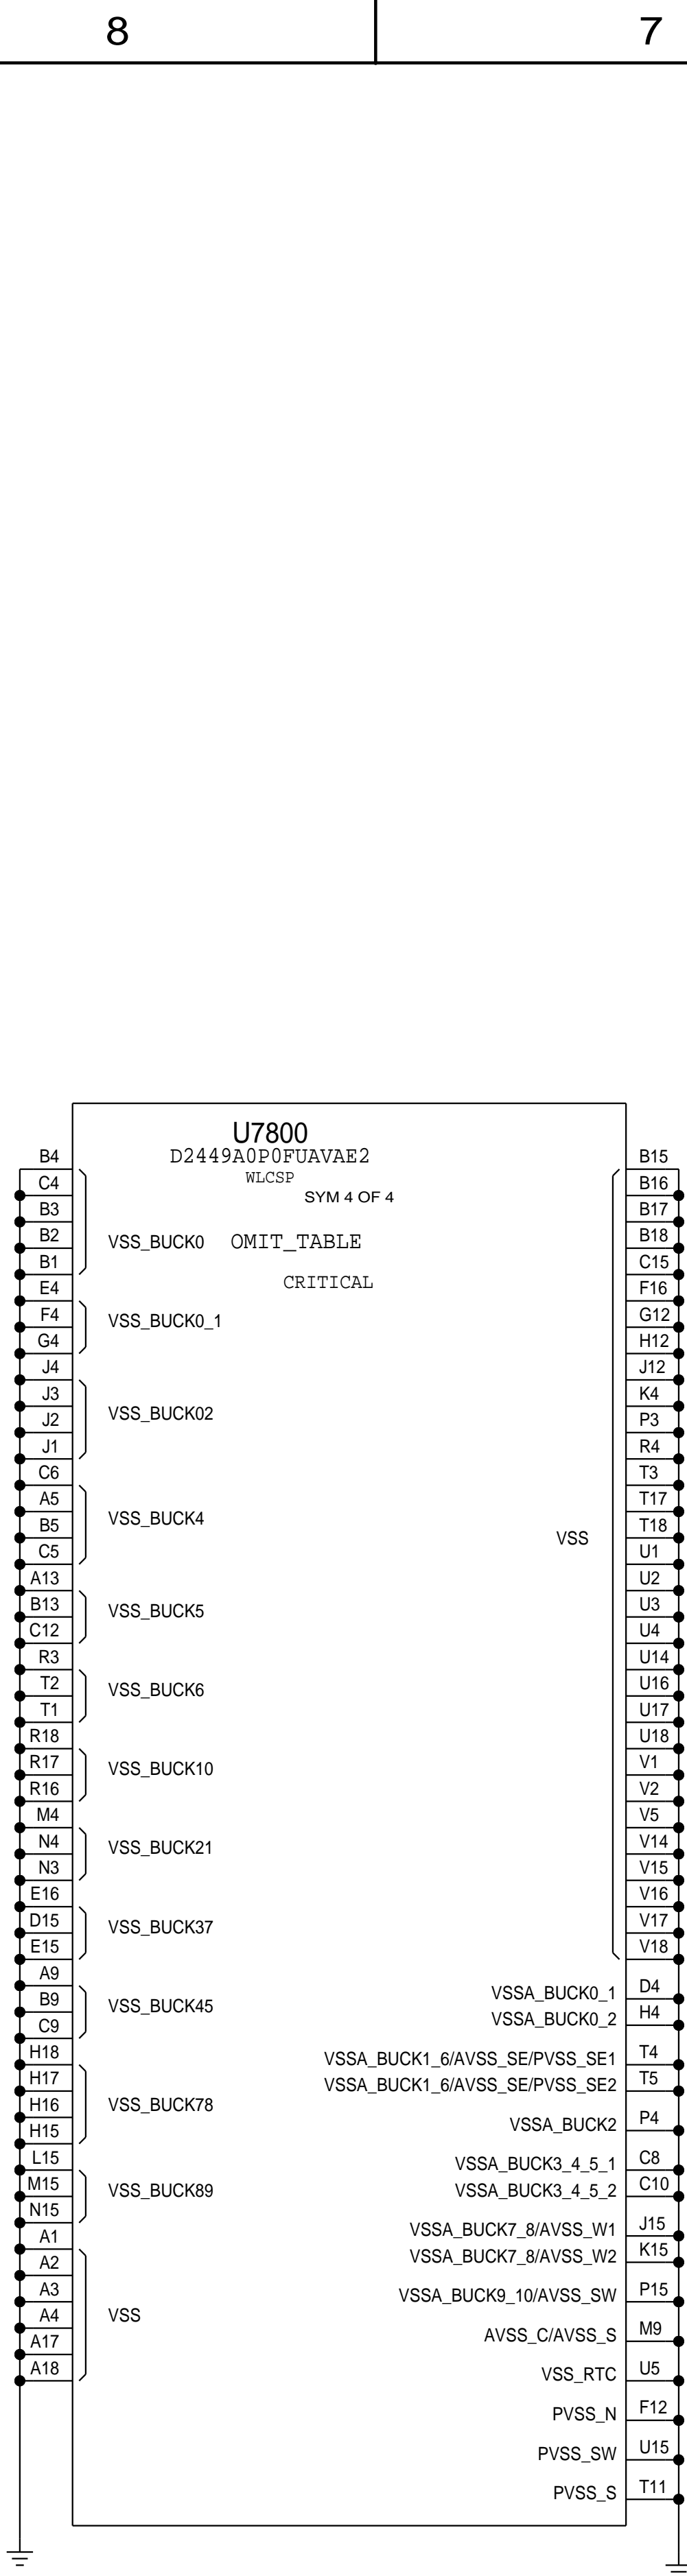 8 7
U7800
D2449A0P0FUAVAE2
WLCSP
SYM 4 OF 4
OMIT_TABLE
CRITICAL
B4
C4
B3
B2
B1
VSS_BUCK0
E4
F4
G4
VSS_BUCK0_1
J4
J3
J2
J1
VSS_BUCK02
C6
A5
B5
C5
VSS_BUCK4
A13
B13
C12
VSS_BUCK5
R3
T2
T1
VSS_BUCK6
R18
R17
R16
VSS_BUCK10
M4
N4
N3
VSS_BUCK21
E16
D15
E15
VSS_BUCK37
A9
B9
C9
VSS_BUCK45
H18
H17
H16
H15
VSS_BUCK78
L15
M15
N15
VSS_BUCK89
A1
A2
A3
A4
A17
A18
VSS
VSS
B15
B16
B17
B18
C15
F16
G12
H12
J12
K4
P3
R4
T3
T17
T18
U1
U2
U3
U4
U14
U16
U17
U18
V1
V2
V5
V14
V15
V16
V17
V18
VSSA_BUCK0_1 D4
VSSA_BUCK0_2 H4
VSSA_BUCK1_6/AVSS_SE/PVSS_SE1 T4
VSSA_BUCK1_6/AVSS_SE/PVSS_SE2 T5
VSSA_BUCK2 P4
VSSA_BUCK3_4_5_1 C8
VSSA_BUCK3_4_5_2 C10
VSSA_BUCK7_8/AVSS_W1 J15
VSSA_BUCK7_8/AVSS_W2 K15
VSSA_BUCK9_10/AVSS_SW P15
AVSS_C/AVSS_S M9
VSS_RTC U5
PVSS_N F12
PVSS_SW U15
PVSS_S T11